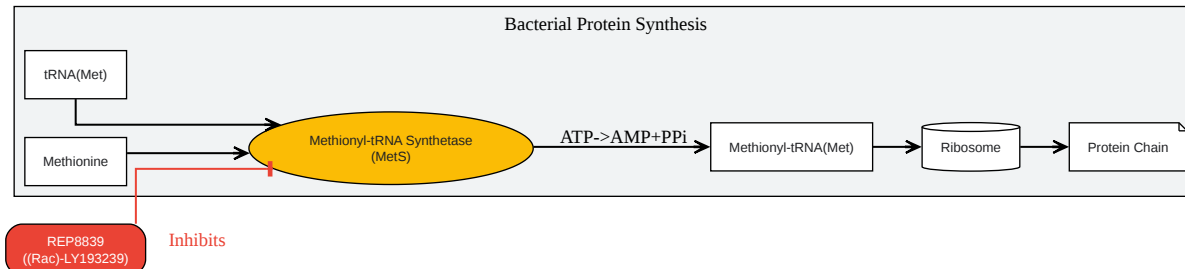 Bacterial Protein Synthesis
tRNA(Met)
Methionine
Methionyl-tRNA Synthetase
(MetS)
ATP->AMP+PPi
Methionyl-tRNA(Met)
Ribosome
Protein Chain
REP8839
((Rac)-LY193239)
Inhibits